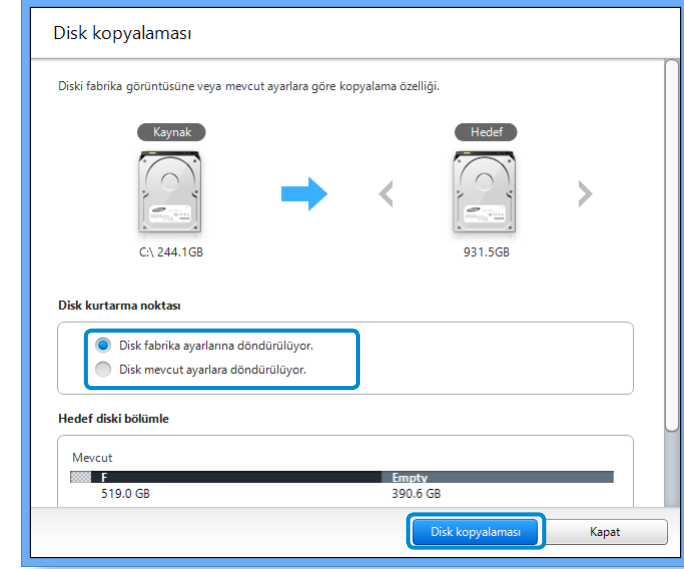 Disk kopyalaması
Diski fabrika görüntüsüne veya mevcut ayarlara göre kopyalama özelliği.
Kaynak
Hedef
C:\ 244.1GB
931.5GB
Disk kurtarma noktası
Disk fabrika ayarlarına döndürülüyor.
Disk mevcut ayarlara döndürülüyor.
Hedef diski bölümle
Mevcut
F
Empty
519.0 GB
390.6 GB
Disk kopyalaması
Kapat